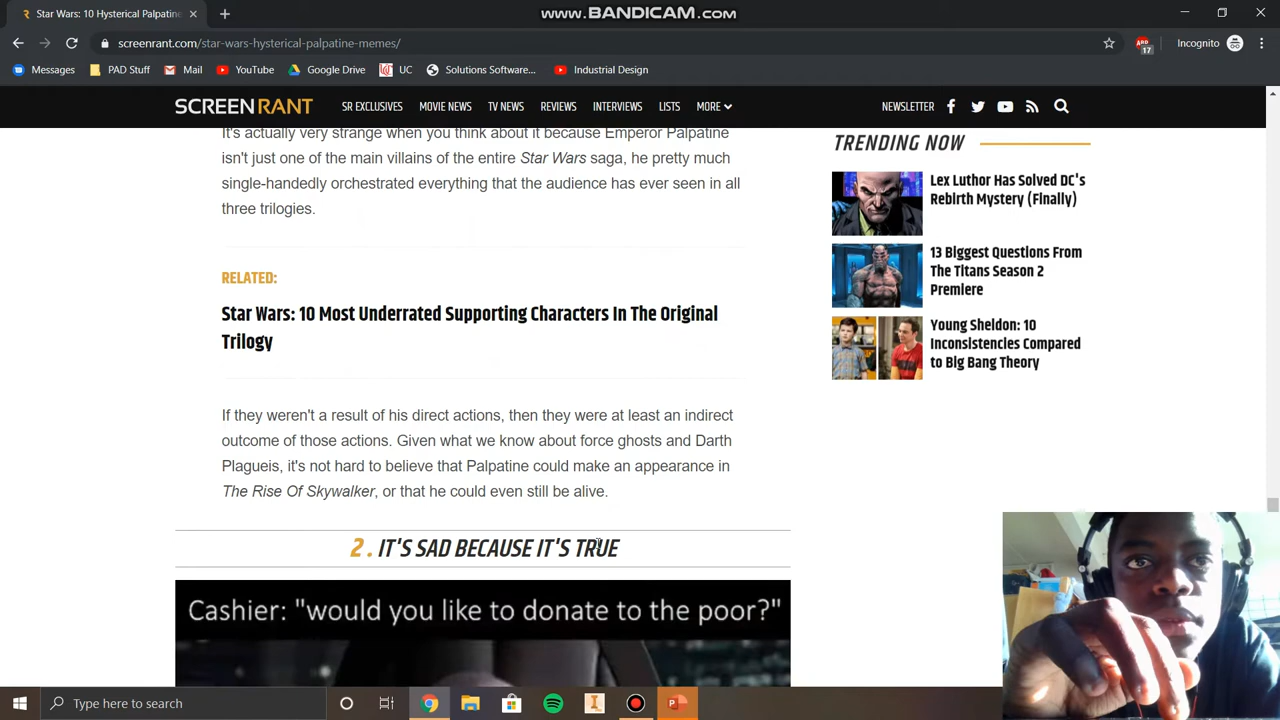 Star Wars: 10 Hysterical Palpatine
WWW.BANDICAM.COM
screenrant.com/star-wars-hysterical-palpatine-memes/
17
Incognito
Messages
PAD Stuff
Mail
YouTube
Google Drive
UC
Solutions Software...
Industrial Design
SCREENRANT
SR EXCLUSIVES
MOVIE NEWS
TV NEWS
REVIEWS
INTERVIEWS
LISTS
MORE
NEWSLETTER
It's actually very strange when you think about it because Emperor Palpatine
isn't just one of the main villains of the entire Star Wars saga, he pretty much
single-handedly orchestrated everything that the audience has ever seen in all
three trilogies.
RELATED:
Star Wars: 10 Most Underrated Supporting Characters In The Original
Trilogy
If they weren't a result of his direct actions, then they were at least an indirect
outcome of those actions. Given what we know about force ghosts and Darth
Plagueis, it's not hard to believe that Palpatine could make an appearance in
The Rise Of Skywalker, or that he could even still be alive.
2. IT'S SAD BECAUSE IT'S TRUE
Cashier: "would you like to donate to the poor?"
TRENDING NOW
Lex Luthor Has Solved DC's
Rebirth Mystery (Finally)
13 Biggest Questions From
The Titans Season 2
Premiere
Young Sheldon: 10
Inconsistencies Compared
to Big Bang Theory
Type here to search